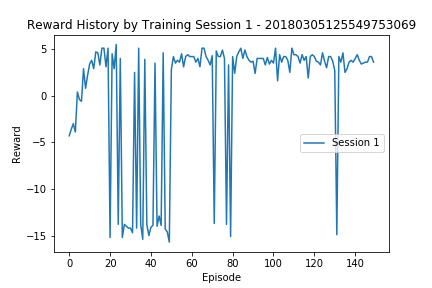 Reward History by Training Session 1 - 20180305125549753069
5
0
−5
−10
−15
Reward
Session 1
0 20 40 60 80 100 120 140
Episode